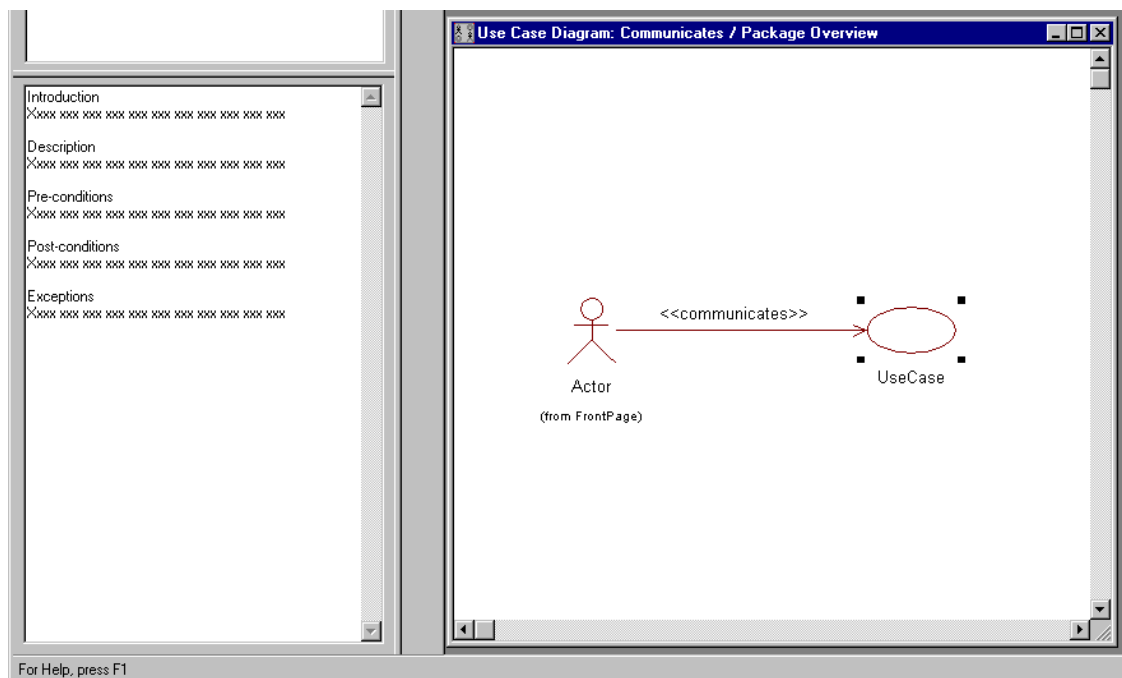 Use Case Diagram: Communicates / Package Overview
Introduction
Xxxx xxx xxx xxx xxx xxx xxx xxx xxx xxx xxx
Description
Xxxx xxx xxx xxx xxx xxx xxx xxx xxx xxx xxx
Pre-conditions
Xxxx xxx xxx xxx xxx xxx xxx xxx xxx xxx xxx
Post-conditions
Xxxx xxx xxx xxx xxx xxx xxx xxx xxx xxx xxx
Exceptions
Xxxx xxx xxx xxx xxx xxx xxx xxx xxx xxx xxx
<<communicates>>
Actor
(from FrontPage)
UseCase
For Help, press F1